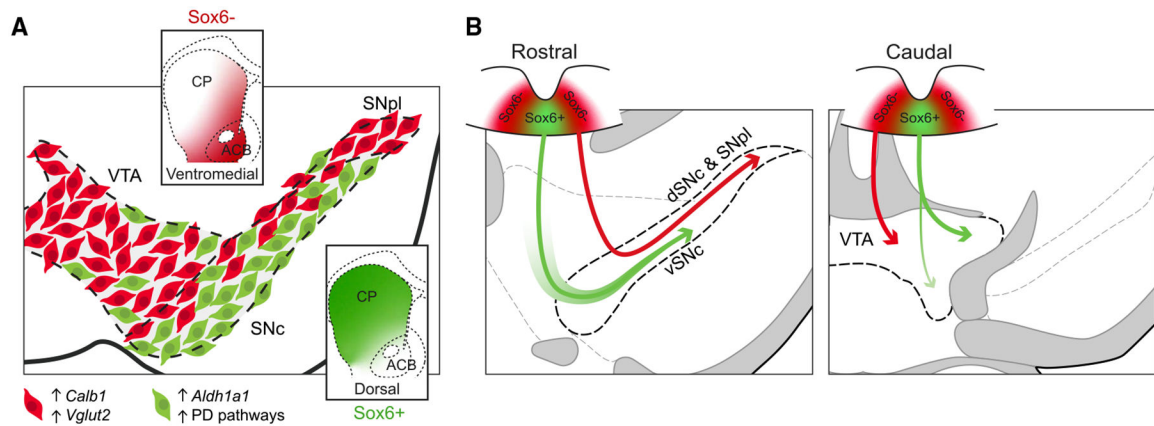 A
Sox6-
CP
ACB
Ventromedial
SNpl
VTA
SNc
CP
ACB
Dorsal
Sox6+
↑ Calb1
↑ Vglut2
↑ Aldh1a1
↑ PD pathways
B
Rostral
Sox6-
Sox6+
Sox6-
dSNc & SNpl
vSNc
Caudal
Sox6-
Sox6+
Sox6-
VTA